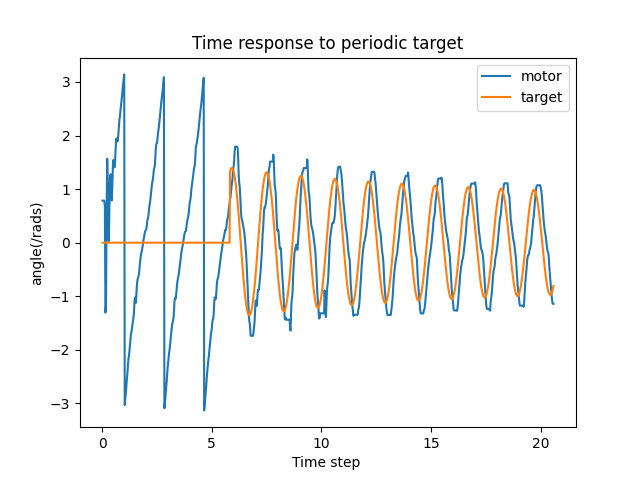 Time response to periodic target
motor
target
angle(/rads)
3
2
1
0
−1
−2
−3
0
5
10
15
20
Time step